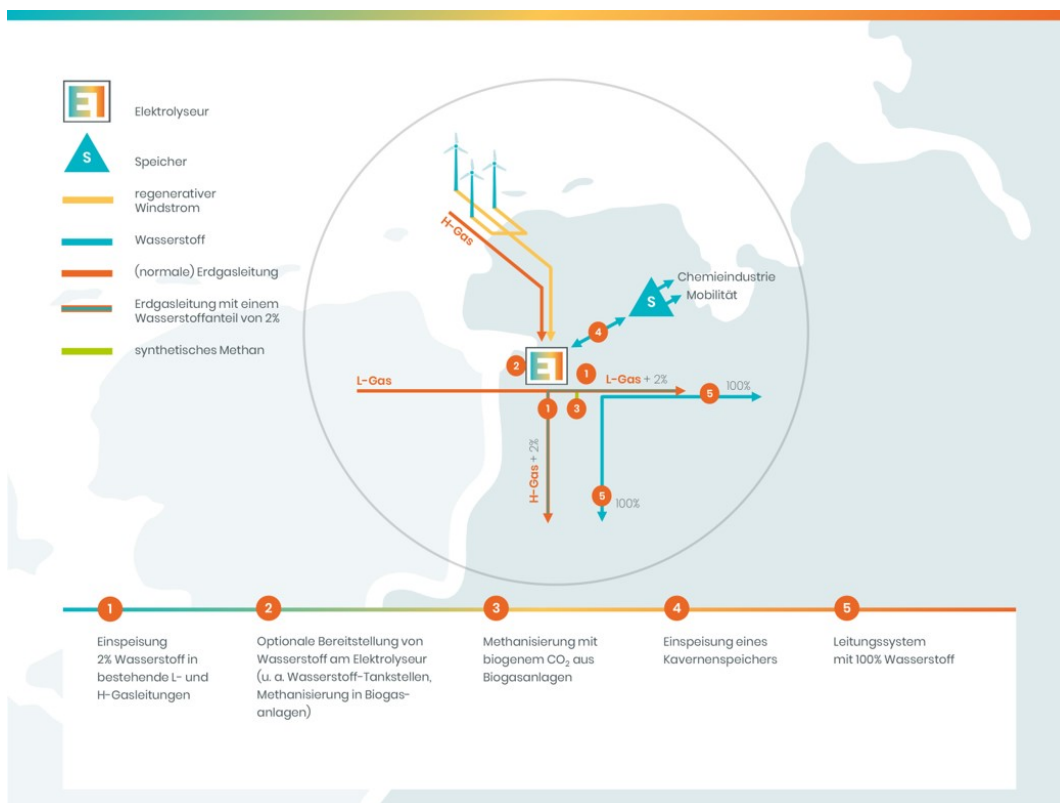 Elektrolyseur
S
Speicher
regenerativer
Windstrom
Wasserstoff
(normale) Erdgasleitung
Erdgasleitung mit einem
Wasserstoffanteil von 2%
synthetisches Methan
H-Gas
Chemieindustrie
Mobilität
S
4
2
1
L-Gas
L-Gas + 2%
5
100%
1
3
H-Gas + 2%
5
100%
1
2
3
4
5
Einspeisung
2% Wasserstoff in
bestehende L- und
H-Gasleitungen
Optionale Bereitstellung von
Wasserstoff am Elektrolyseur
(u. a. Wasserstoff-Tankstellen,
Methanisierung in Biogas-
anlagen)
Methanisierung mit
biogenem CO₂ aus
Biogasanlagen
Einspeisung eines
Kavernenspeichers
Leitungssystem
mit 100% Wasserstoff